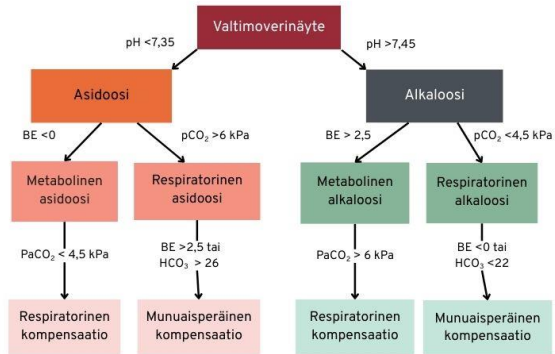 Valtimoverinäyte
pH <7,35
pH >7,45
Asidoosi
Alkaloosi
BE <0
pCO₂ >6 kPa
BE > 2,5
pCO₂ <4,5 kPa
Metabolinen
asidoosi
Respiratorinen
asidoosi
Metabolinen
alkaloosi
Respiratorinen
alkaloosi
PaCO₂ < 4,5 kPa
BE >2,5 tai
HCO₃ > 26
PaCO₂ > 6 kPa
BE <0 tai
HCO₃ <22
Respiratorinen
kompensaatio
Munuaisperäinen
kompensaatio
Respiratorinen
kompensaatio
Munuaisperäinen
kompensaatio